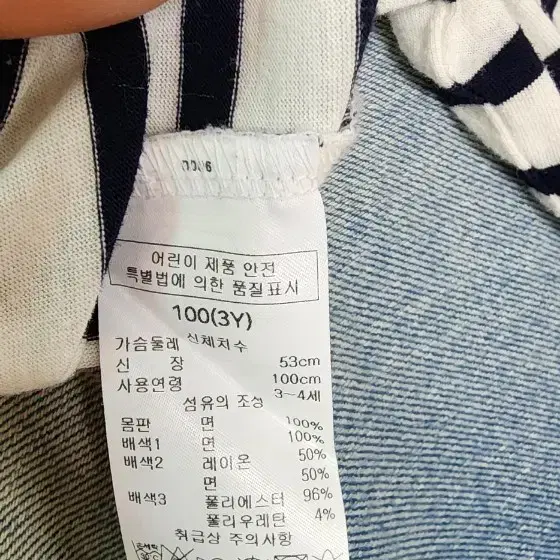 어린이 제품 안전
특별법에 의한 품질표시
100(3Y)
신체치수
가슴둘레 53cm
신 장 100cm
사용연령 3~4세
섬유의 조성
몸판 면 100%
배색1 면 100%
배색2 레이온 50%
면 50%
배색3 폴리에스터 96%
폴리우레탄 4%
취급상 주의사항